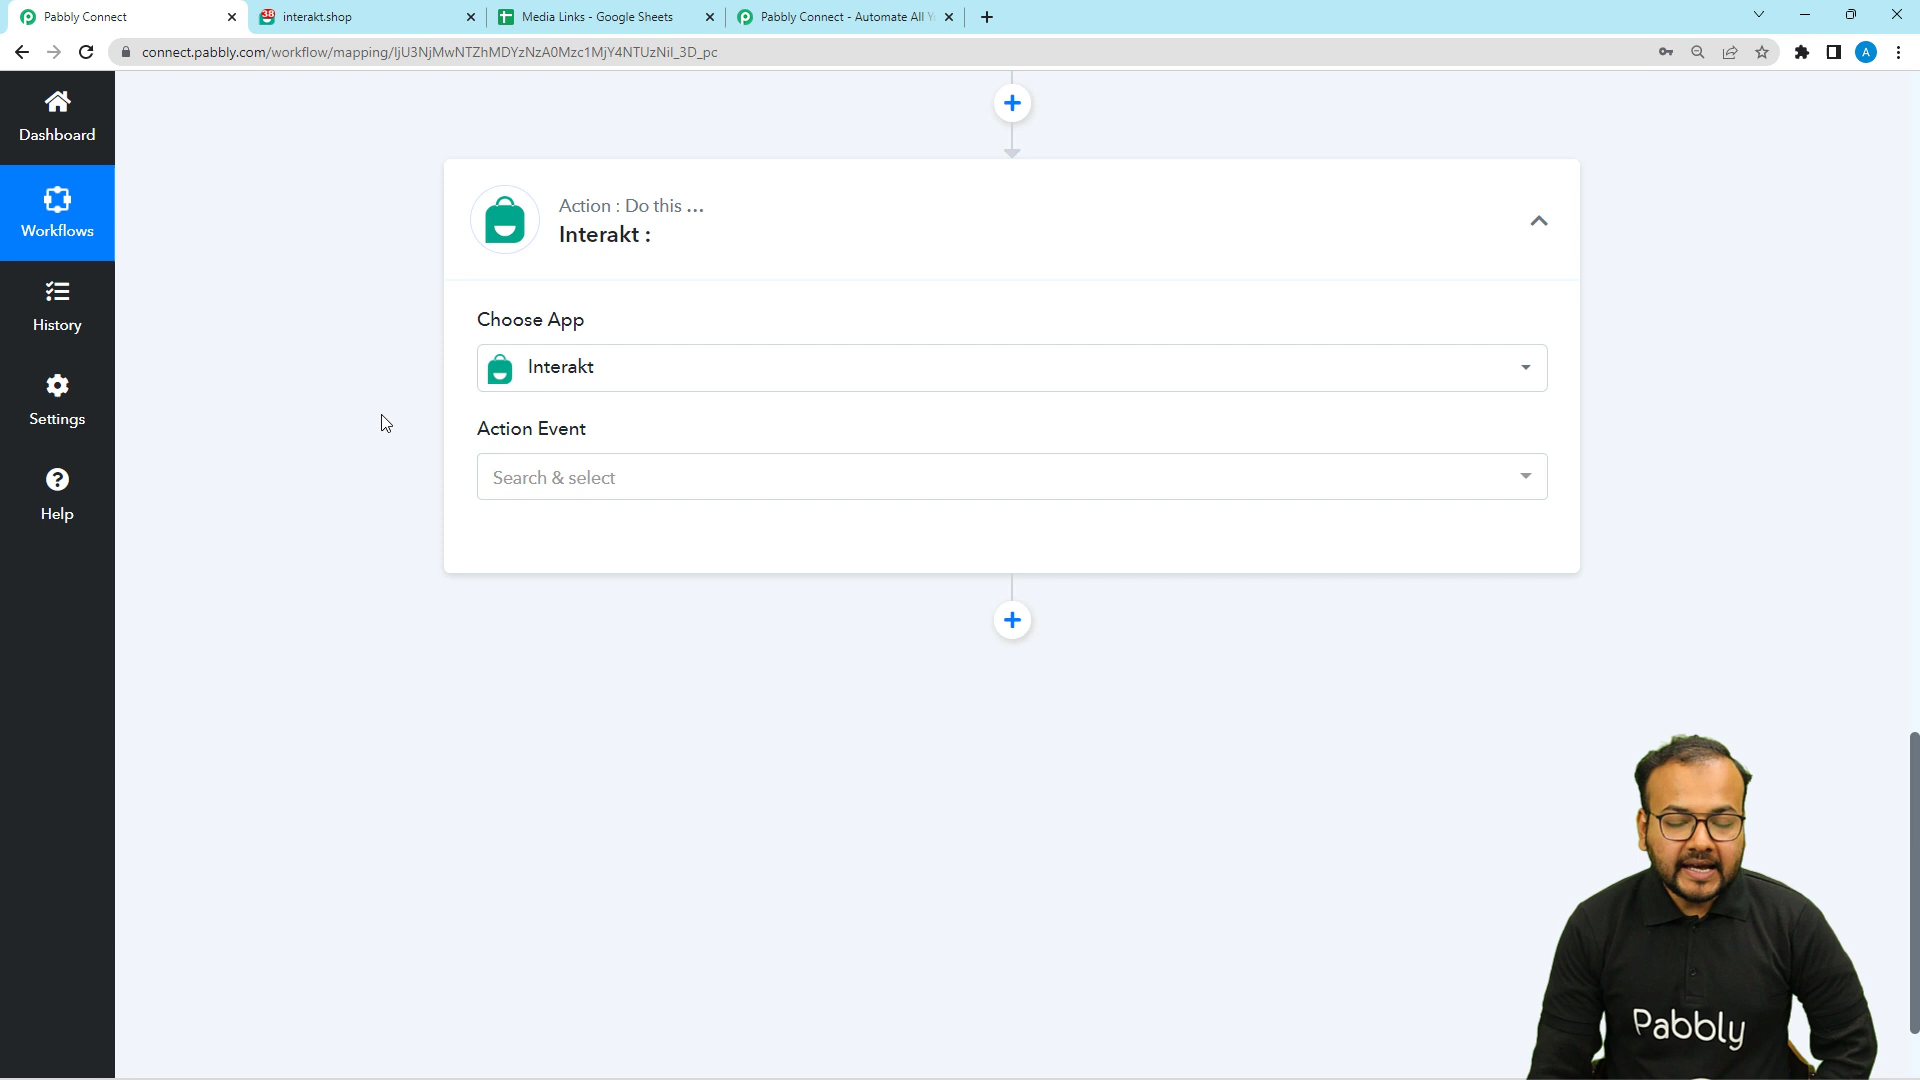 Pabbly Connect
interakt.shop
Media Links - Google Sheets
Pabbly Connect - Automate All Y
connect.pabbly.com/workflow/mapping/
A
Dashboard
Workflows
History
Settings
Help
Action : Do this ...
Interakt :
Choose App
Interakt
Action Event
Search & select
Pabbly